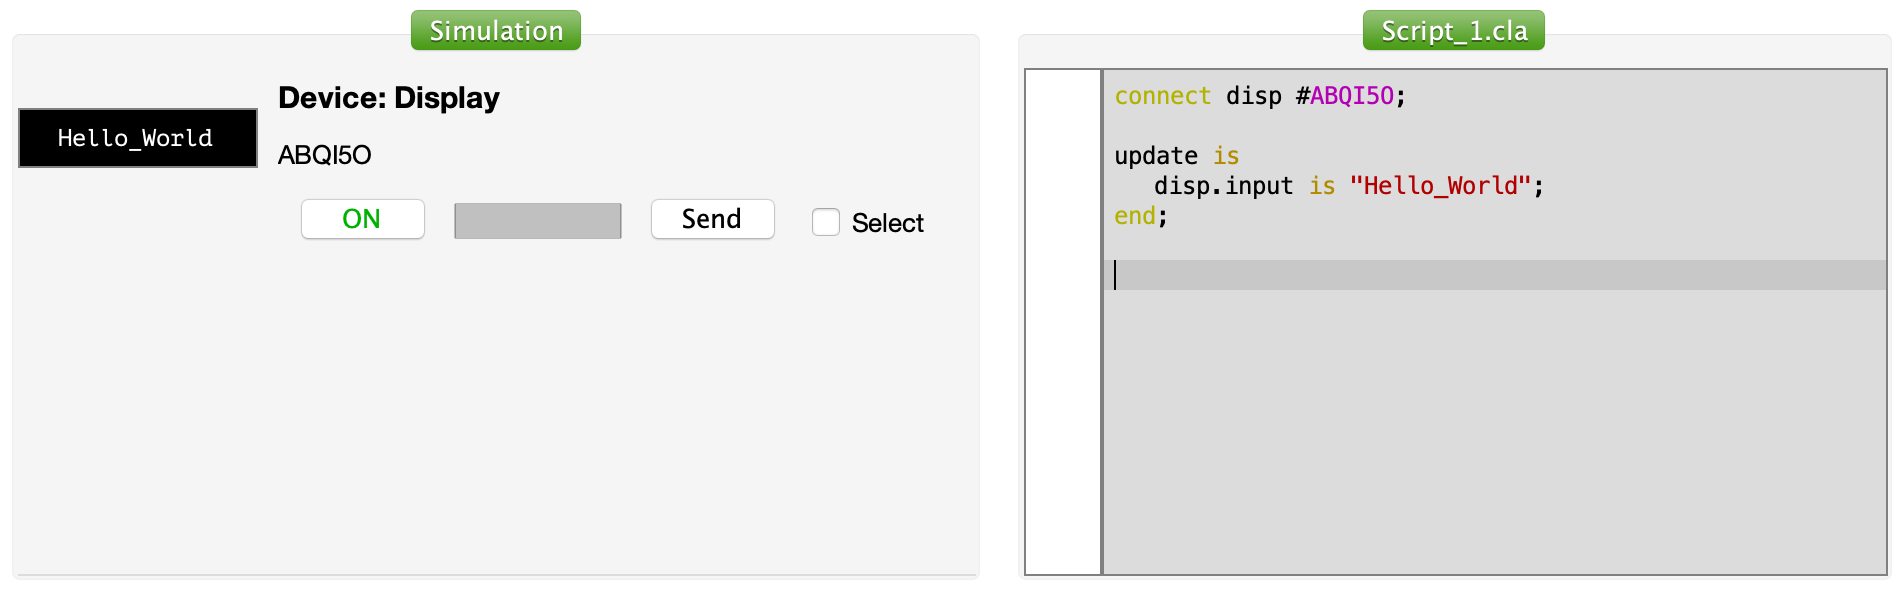 Simulation
Hello_World
Device: Display
ABQI5O
ON
Send
Select
Script_1.cla
connect disp #ABQI5O;
update is
disp.input is "Hello_World";
end;